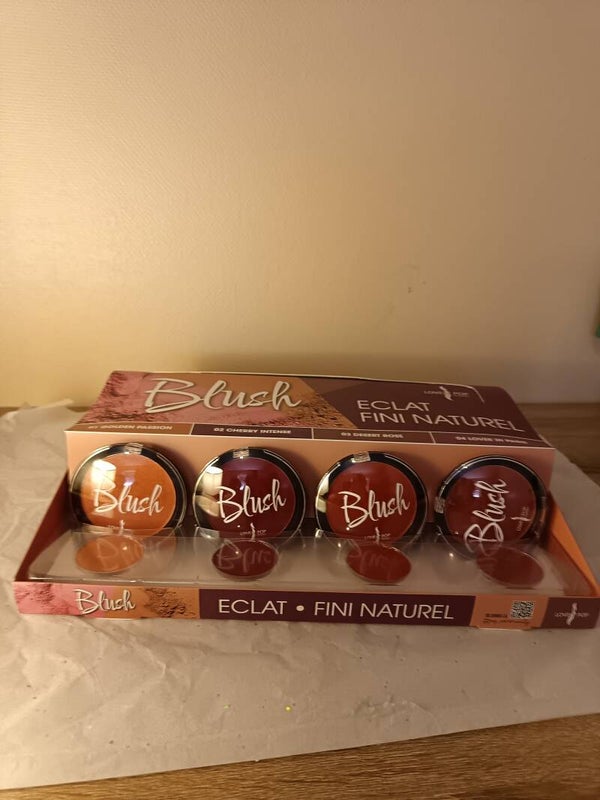 Blush
ECLAT
FINI NATUREL
01 GOLDEN PASSION
02 CHERRY INTENSE
03 DESERT ROSE
04 LOVER IN PARIS
Blush
Blush
Blush
Blush
Blush
ECLAT • FINI NATUREL